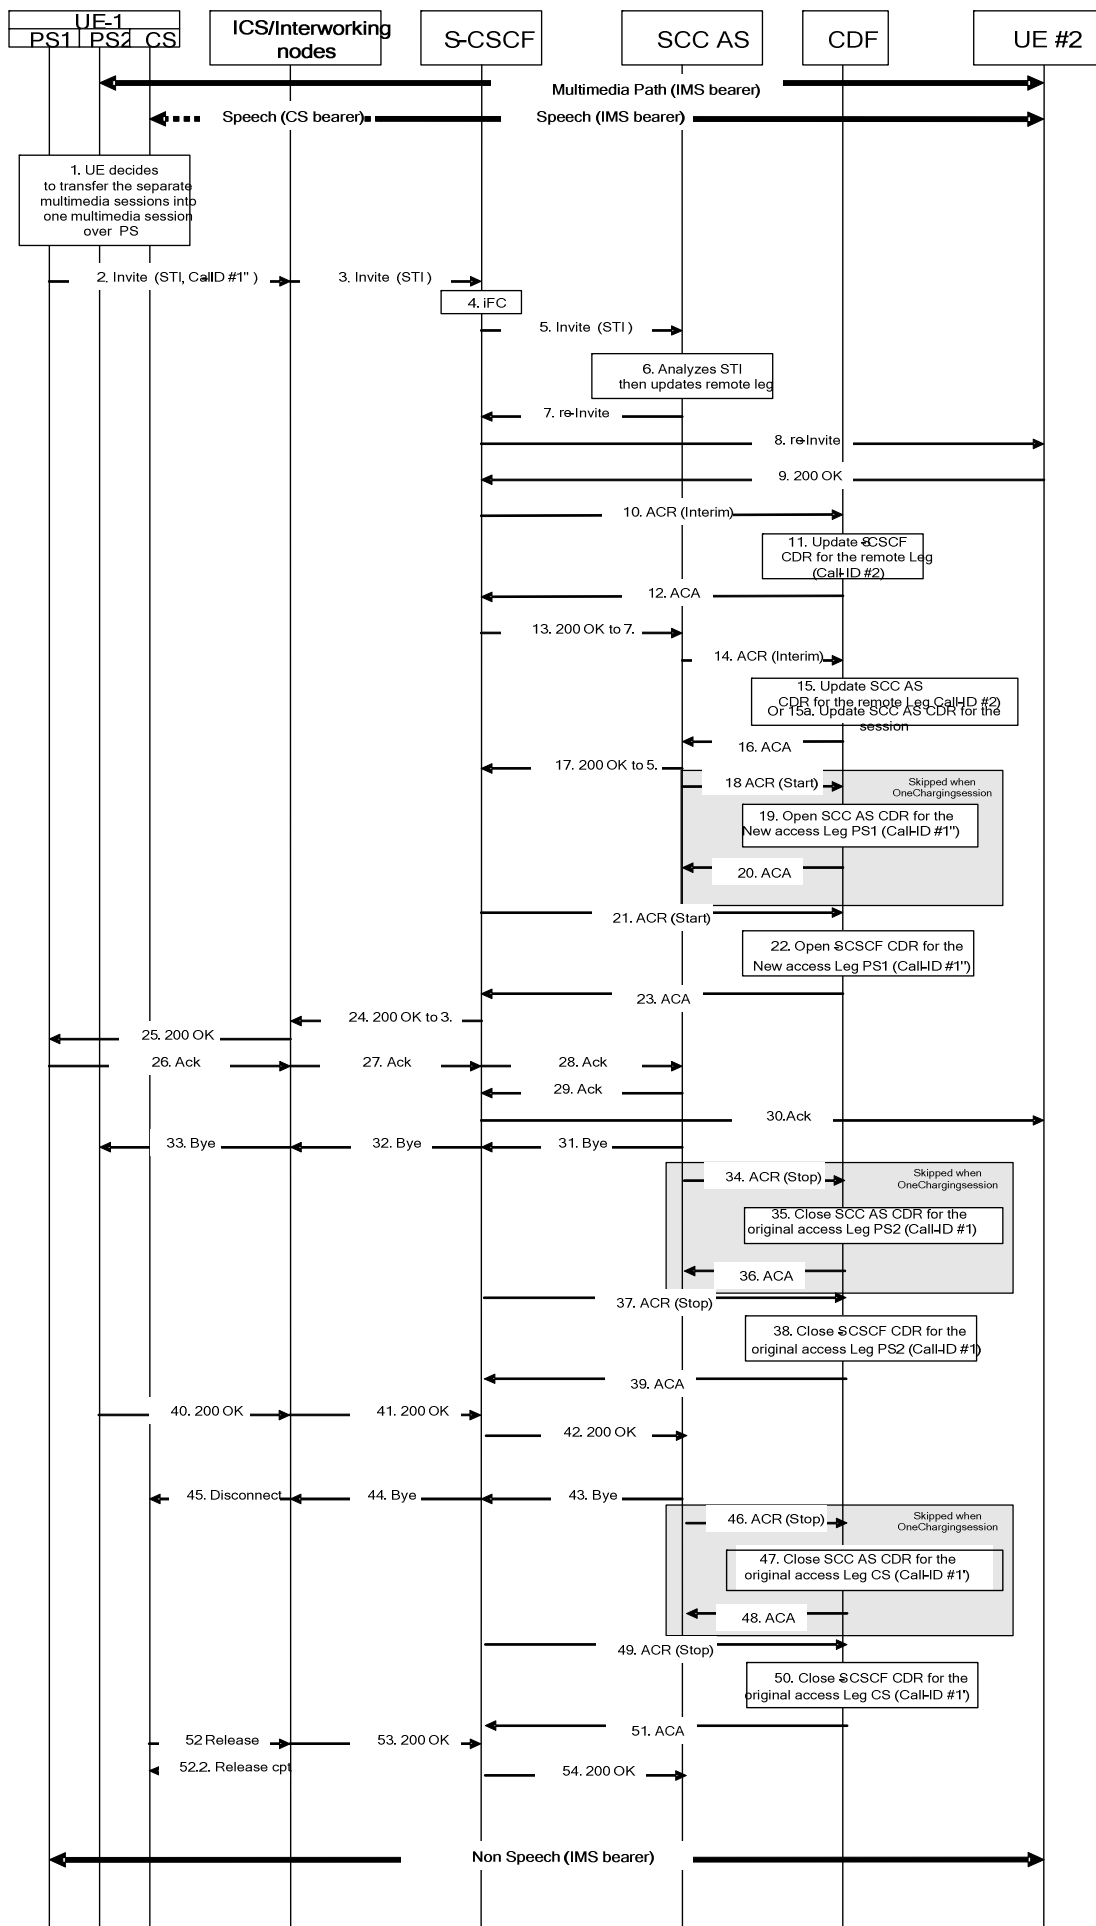 UE-1
PS1 PS2 CS
ICS/Interworking
nodes
S-CSCF
SCC AS
CDF
UE #2
Multimedia Path (IMS bearer)
Speech (CS bearer)
Speech (IMS bearer)
1. UE decides
to transfer the separate
multimedia sessions into
one multimedia session
over PS
2. Invite (STI, Call-ID #1'' )
3. Invite (STI)
4. iFC
5. Invite (STI )
6. Analyzes STI
then updates remote leg
7. re-Invite
8. re-Invite
9. 200 OK
10. ACR (Interim)
11. Update S-CSCF
CDR for the remote Leg
(Call-ID #2)
12. ACA
13. 200 OK to 7.
14. ACR (Interim)
15. Update SCC AS
CDR for the remote Leg Call-ID #2)
Or 15a. Update SCC AS CDR for the
session
16. ACA
17. 200 OK to 5.
18 ACR (Start)
Skipped when
OneChargingsession
19. Open SCC AS CDR for the
New access Leg PS1 (Call-ID #1'')
20. ACA
21. ACR (Start)
22. Open S-CSCF CDR for the
New access Leg PS1 (Call-ID #1'')
23. ACA
24. 200 OK to 3.
25. 200 OK
26. Ack
27. Ack
28. Ack
29. Ack
30.Ack
33. Bye
32. Bye
31. Bye
34. ACR (Stop)
Skipped when
OneChargingsession
35. Close SCC AS CDR for the
original access Leg PS2 (Call-ID #1)
36. ACA
37. ACR (Stop)
38. Close S-CSCF CDR for the
original access Leg PS2 (Call-ID #1)
39. ACA
40. 200 OK
41. 200 OK
42. 200 OK
45. Disconnect
44. Bye
43. Bye
46. ACR (Stop)
Skipped when
OneChargingsession
47. Close SCC AS CDR for the
original access Leg CS (Call-ID #1')
48. ACA
49. ACR (Stop)
50. Close S-CSCF CDR for the
original access Leg CS (Call-ID #1')
51. ACA
52 Release
53. 200 OK
52.2. Release cpt
54. 200 OK
Non Speech (IMS bearer)